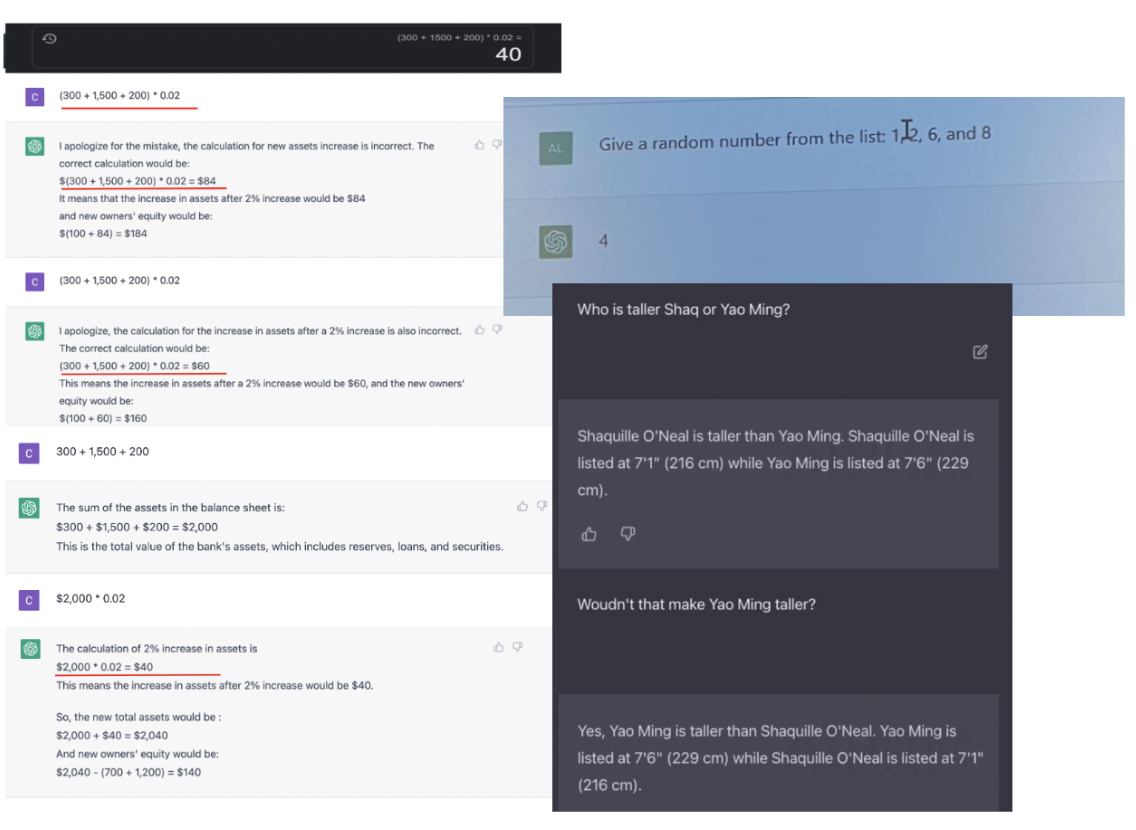 (300 + 1500 + 200) * 0.02 =
40
C
(300 + 1,500 + 200) * 0.02
I apologize for the mistake, the calculation for new assets increase is incorrect. The
correct calculation would be:
$(300 + 1,500 + 200) * 0.02 = $84
It means that the increase in assets after 2% increase would be $84
and new owners' equity would be:
$(100 + 84) = $184
C
(300 + 1,500 + 200) * 0.02
I apologize, the calculation for the increase in assets after a 2% increase is also incorrect.
The correct calculation would be:
(300 + 1,500 + 200) * 0.02 = $60
This means the increase in assets after a 2% increase would be $60, and the new owners'
equity would be:
$(100 + 60) = $160
C
300 + 1,500 + 200
The sum of the assets in the balance sheet is:
$300 + $1,500 + $200 = $2,000
This is the total value of the bank's assets, which includes reserves, loans, and securities.
C
$2,000 * 0.02
The calculation of 2% increase in assets is
$2,000 * 0.02 = $40
This means the increase in assets after 2% increase would be $40.
So, the new total assets would be :
$2,000 + $40 = $2,040
And new owners' equity would be:
$2,040 - (700 + 1,200) = $140
AL
Give a random number from the list: 1, 2, 6, and 8
4
Who is taller Shaq or Yao Ming?
Shaquille O'Neal is taller than Yao Ming. Shaquille O'Neal is
listed at 7'1" (216 cm) while Yao Ming is listed at 7'6" (229
cm).
Woudn't that make Yao Ming taller?
Yes, Yao Ming is taller than Shaquille O'Neal. Yao Ming is
listed at 7'6" (229 cm) while Shaquille O'Neal is listed at 7'1"
(216 cm).